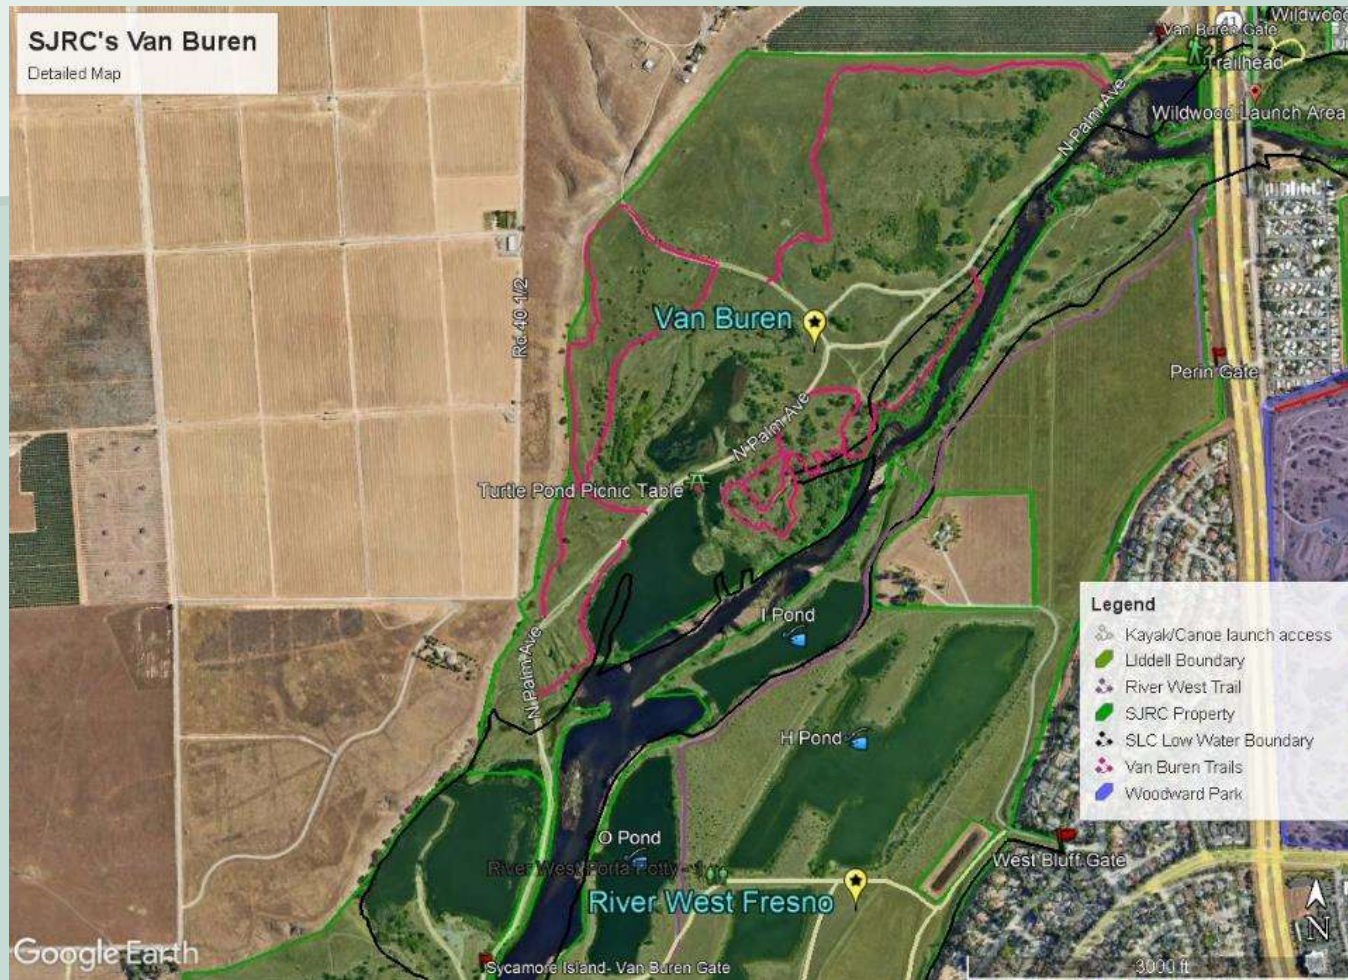 SJRC's Van Buren
Detailed Map
Wildwood
41
Van Buren Gate
Trailhead
Wildwood Launch Area
N Palm Ave
Rd 40 1/2
Van Buren
Perin Gate
N Palm Ave
Turtle Pond Picnic Table
I Pond
N Palm Ave
H Pond
O Pond
River West Porta Potty
River West Fresno
West Bluff Gate
Sycamore Island- Van Buren Gate
Legend
Kayak/Canoe launch access
Liddell Boundary
River West Trail
SJRC Property
SLC Low Water Boundary
Van Buren Trails
Woodward Park
Google Earth
N
3000 ft